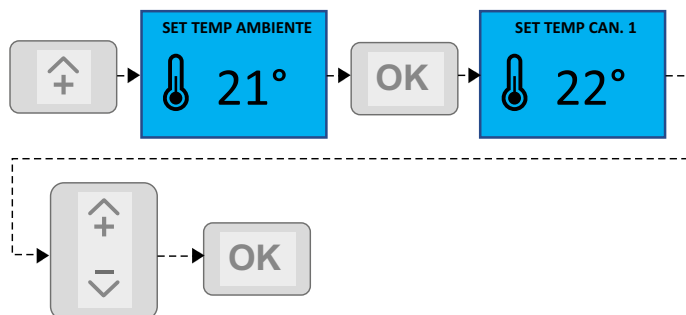 SET TEMP AMBIENTE
21°
OK
SET TEMP CAN. 1
22°
+
−
OK